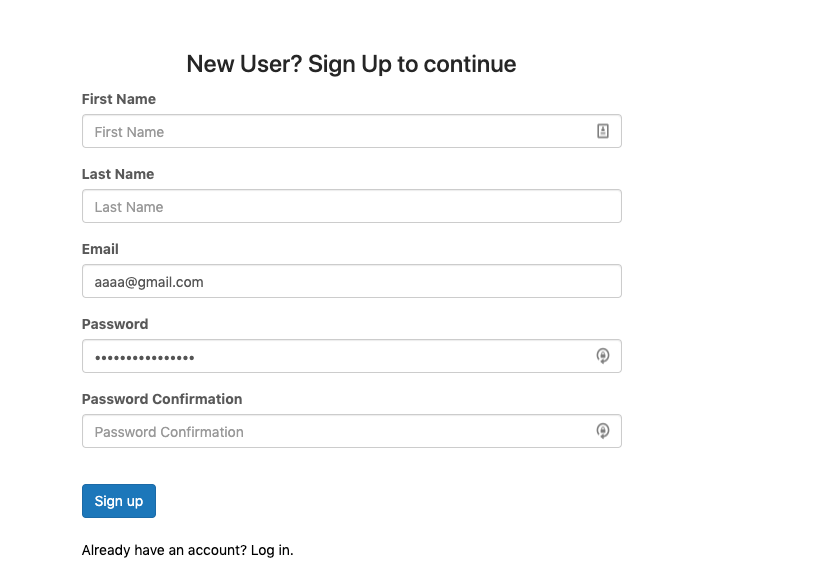 New User? Sign Up to continue
First Name
First Name
Last Name
Last Name
Email
aaaa@gmail.com
Password
••••••••••••••••
Password Confirmation
Password Confirmation
Sign up
Already have an account? Log in.